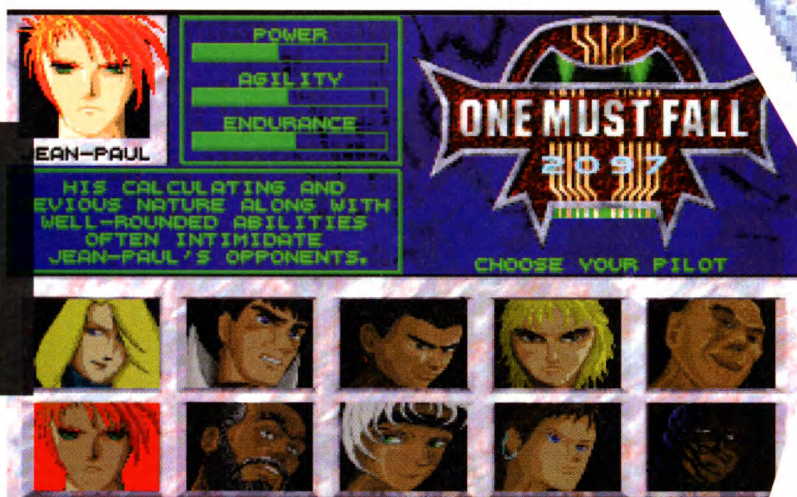 POWER
AGILITY
ENDURANCE
JEAN-PAUL
HIS CALCULATING AND
EVIOUS NATURE ALONG WITH
WELL-ROUNDED ABILITIES
OFTEN INTIMIDATE
JEAN-PAUL'S OPPONENTS.
ONE MUST FALL
2097
CHOOSE YOUR PILOT